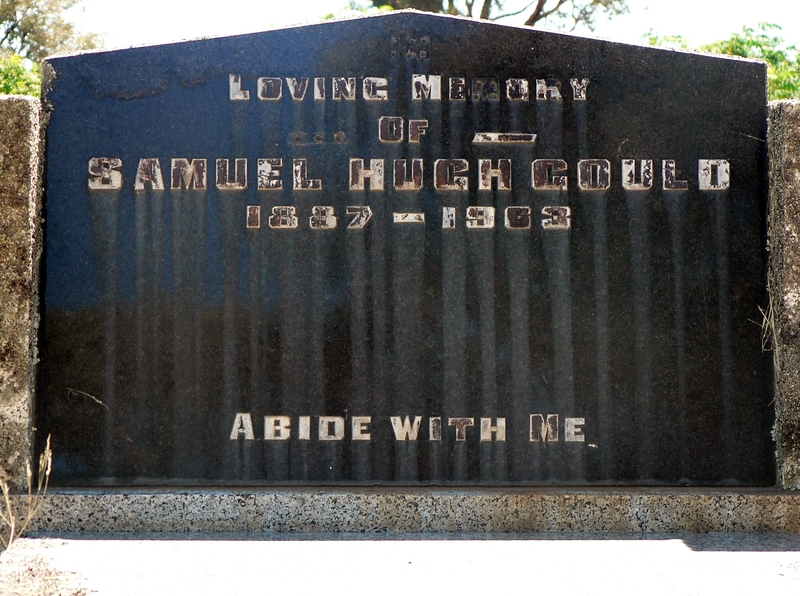 LOVING MEMORY
OF
SAMUEL HUGH GOULD
1887 – 1963
ABIDE WITH ME